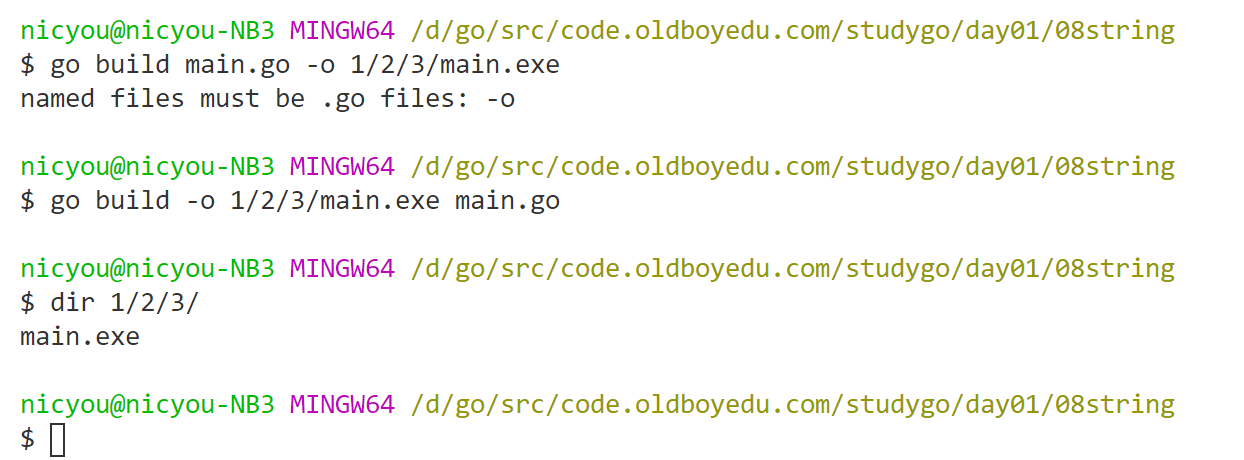 nicyou@nicyou-NB3 MINGW64 /d/go/src/code.oldboyedu.com/studygo/day01/08string
$ go build main.go -o 1/2/3/main.exe
named files must be .go files: -o
nicyou@nicyou-NB3 MINGW64 /d/go/src/code.oldboyedu.com/studygo/day01/08string
$ go build -o 1/2/3/main.exe main.go
nicyou@nicyou-NB3 MINGW64 /d/go/src/code.oldboyedu.com/studygo/day01/08string
$ dir 1/2/3/
main.exe
nicyou@nicyou-NB3 MINGW64 /d/go/src/code.oldboyedu.com/studygo/day01/08string
$